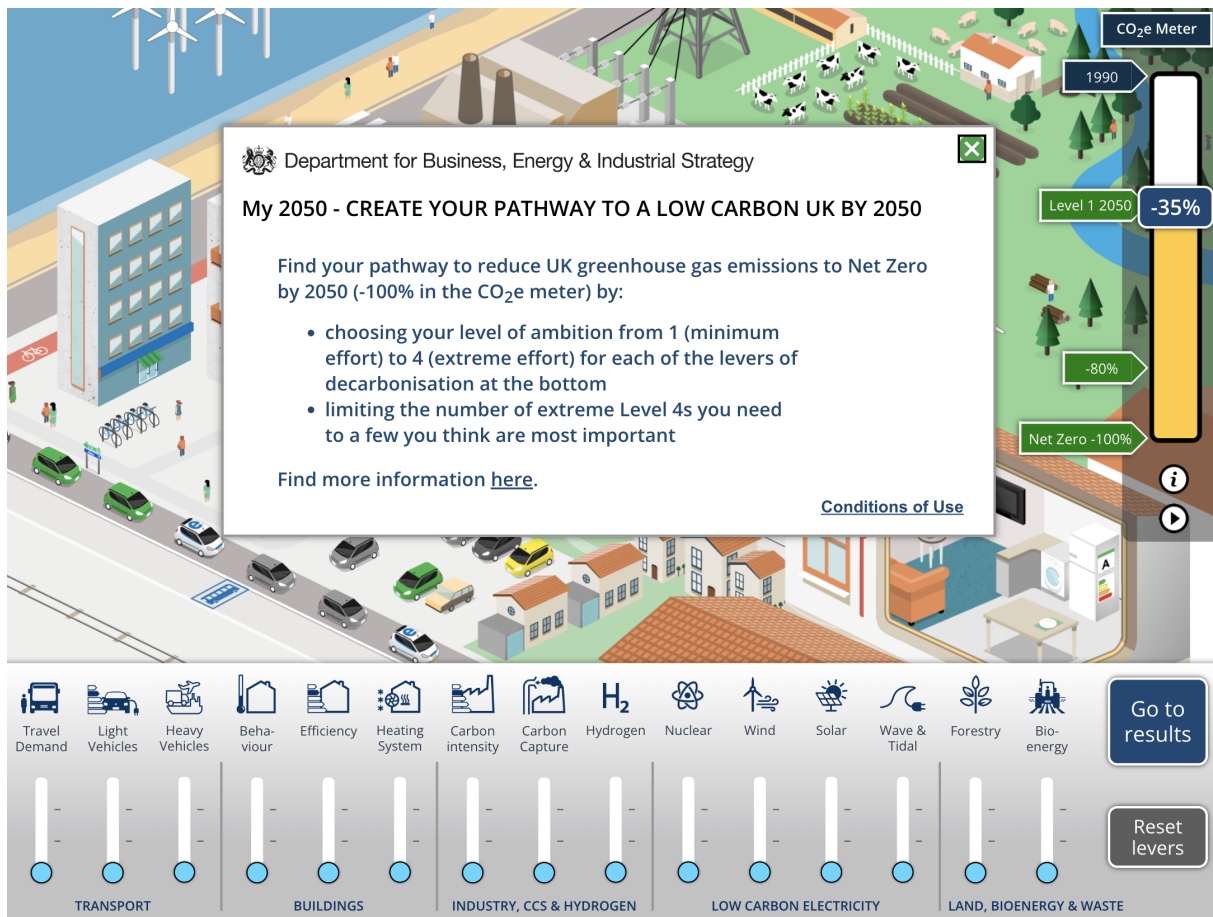 CO₂e Meter
1990
Department for Business, Energy & Industrial Strategy
My 2050 - CREATE YOUR PATHWAY TO A LOW CARBON UK BY 2050
Level 1 2050
-35%
Find your pathway to reduce UK greenhouse gas emissions to Net Zero
by 2050 (-100% in the CO₂e meter) by:
• choosing your level of ambition from 1 (minimum
effort) to 4 (extreme effort) for each of the levers of
decarbonisation at the bottom
• limiting the number of extreme Level 4s you need
to a few you think are most important
-80%
Net Zero -100%
Find more information here.
Conditions of Use
i
A
Travel
Demand
Light
Vehicles
Heavy
Vehicles
Beha-
viour
Efficiency
Heating
System
Carbon
intensity
Carbon
Capture
H₂
Hydrogen
Nuclear
Wind
Solar
Wave &
Tidal
Forestry
Bio-
energy
Go to
results
Reset
levers
TRANSPORT
BUILDINGS
INDUSTRY, CCS & HYDROGEN
LOW CARBON ELECTRICITY
LAND, BIOENERGY & WASTE